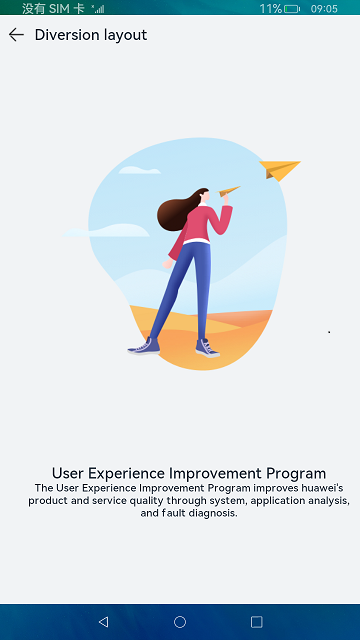 没有 SIM 卡
11%
09:05
Diversion layout
User Experience Improvement Program
The User Experience Improvement Program improves huawei's
product and service quality through system, application analysis,
and fault diagnosis.